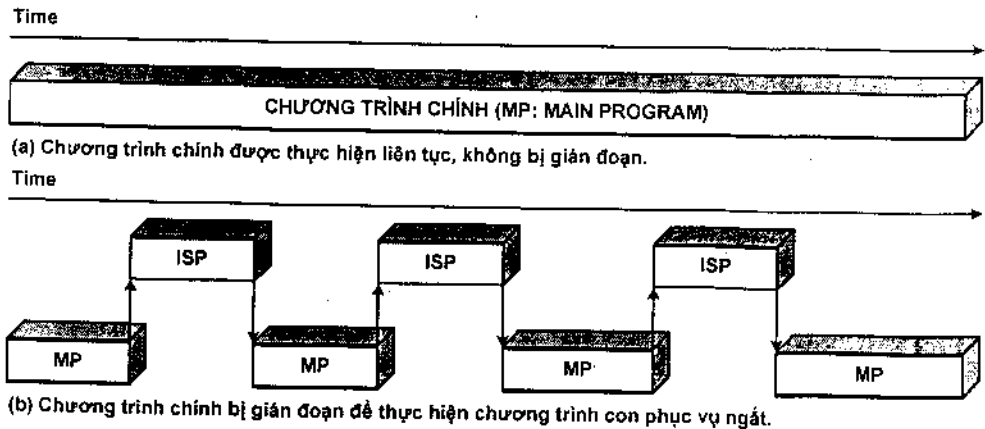 Time
CHƯƠNG TRÌNH CHÍNH (MP: MAIN PROGRAM)
(a) Chương trình chính được thực hiện liên tục, không bị gián đoạn.
Time
ISP
ISP
ISP
MP
MP
MP
MP
(b) Chương trình chính bị gián đoạn để thực hiện chương trình con phục vụ ngắt.